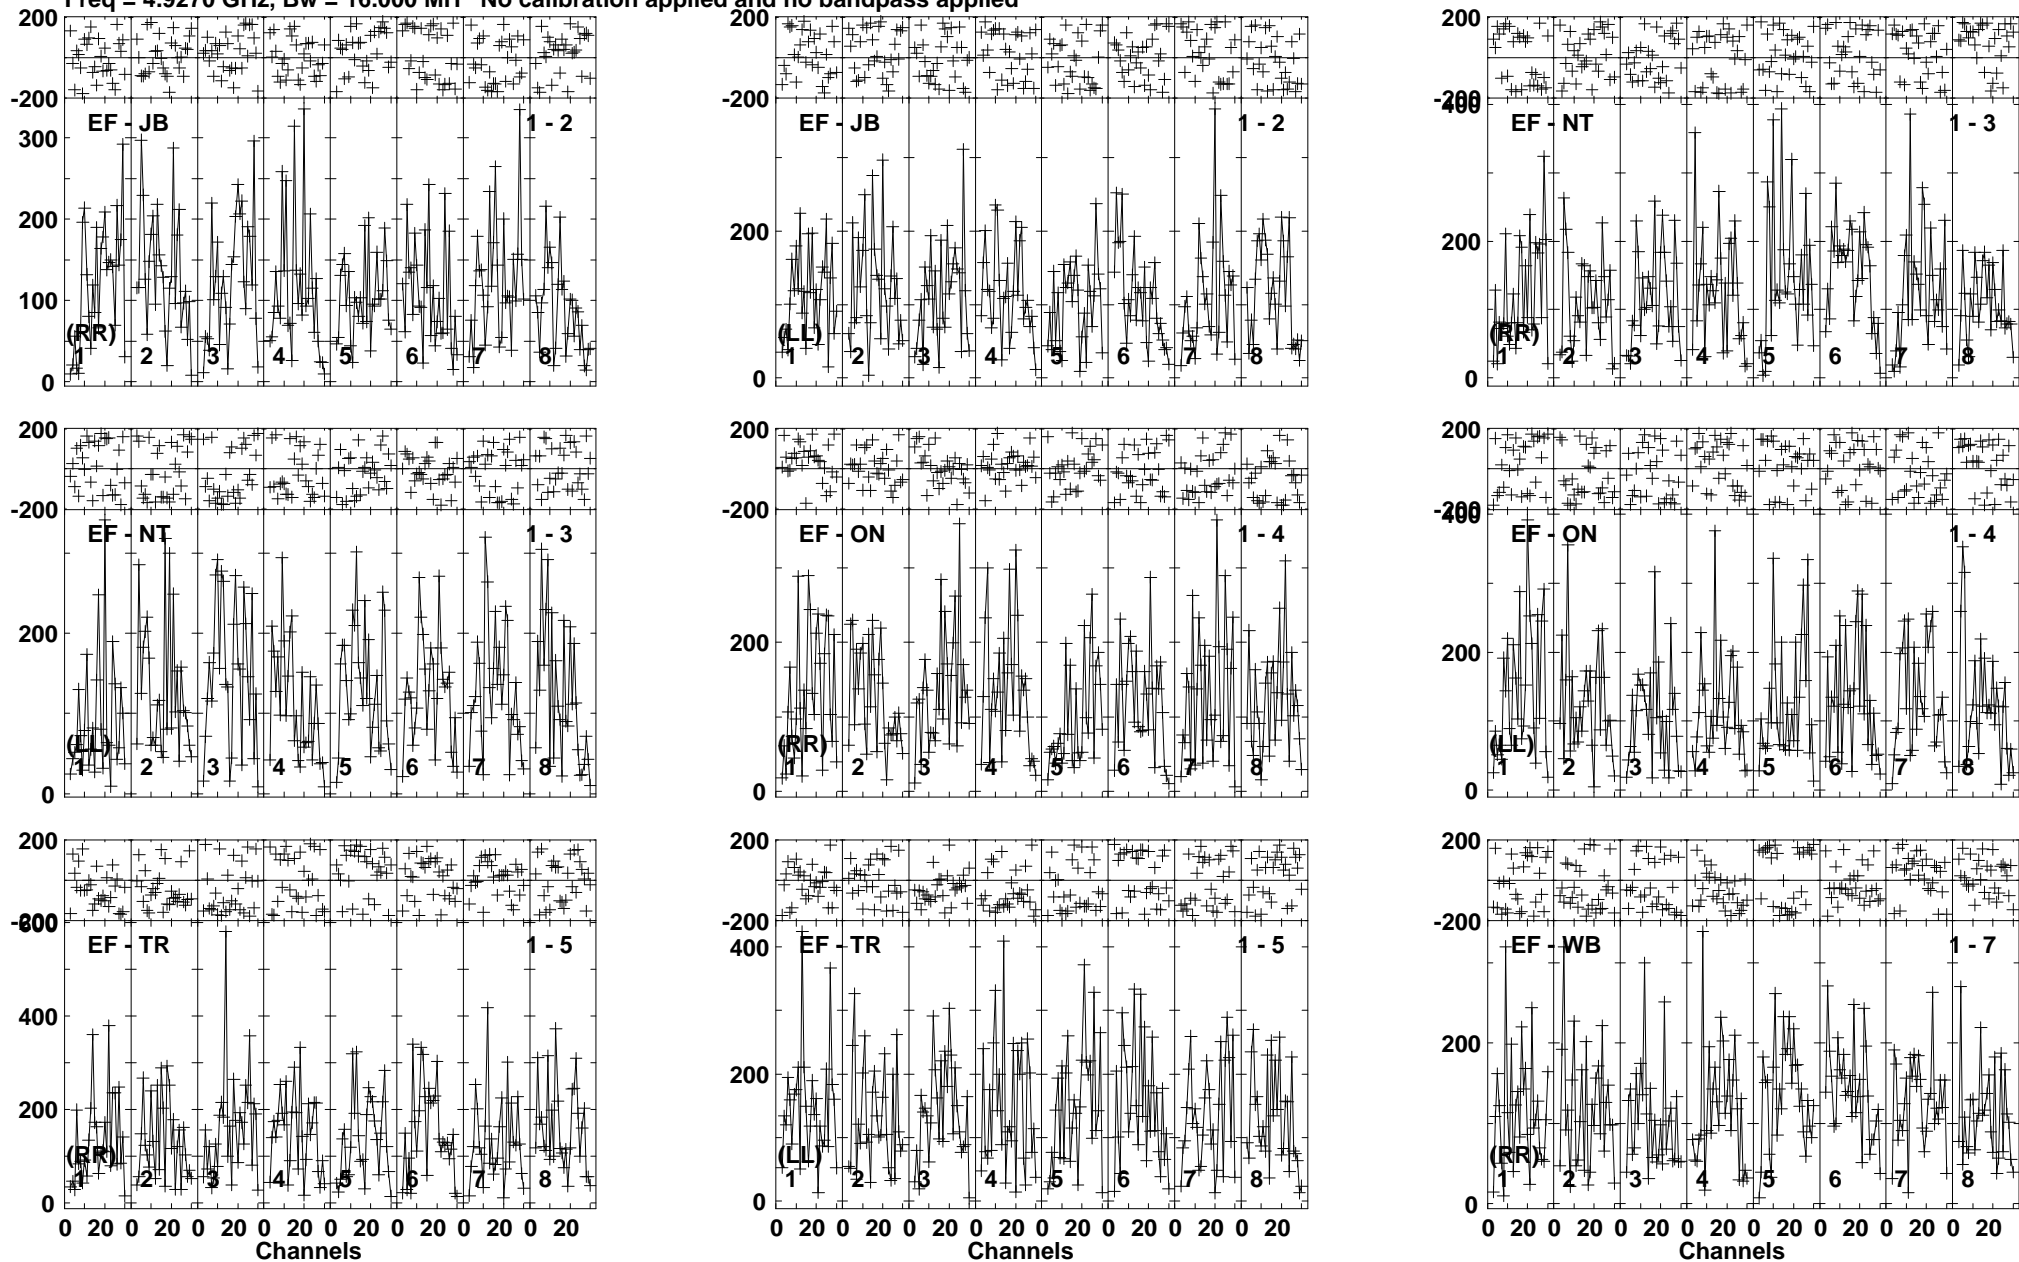 Freq = 4.9270 GHz, Bw = 16.000 MH No calibration applied and no bandpass applied
200 200 200
-200 -200 -200
EF - JB 1 - 2 EF - JB 1 - 2 400 EF - NT 1 - 3
300
200 200 200
100
(RR) (LL) (RR)
1 2 3 4 5 6 7 8 1 2 3 4 5 6 7 8 1 2 3 4 5 6 7 8
0 0 0
200 200 200
-200 -200 -200
EF - NT 1 - 3 EF - ON 1 - 4 400 EF - ON 1 - 4
200 200 200
(LL) (RR) (LL)
1 2 3 4 5 6 7 8 1 2 3 4 5 6 7 8 1 2 3 4 5 6 7 8
0 0 0
200 200 200
-200 -200 -200
600 EF - TR 1 - 5 400 EF - TR 1 - 5 EF - WB 1 - 7
400
200 200 200
(RR) (LL) (RR)
1 2 3 4 5 6 7 8 1 2 3 4 5 6 7 8 1 2 3 4 5 6 7 8
0 0 0
0 20 0 20 0 20 0 20 0 20 0 20 0 20 0 20 0 20 0 20 0 20 0 20 0 20 0 20 0 20 0 20 0 20 0 20 0 20 0 20 0 20 0 20 0 20 0 20
Channels Channels Channels